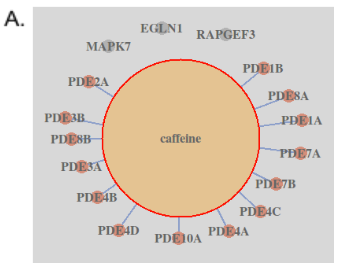 A.
EGLN1
RAPGEF3
MAPK7
PDE1B
PDE2A
PDE8A
PDE3B
PDE1A
PDE8B
caffeine
PDE7A
PDE3A
PDE7B
PDE4B
PDE4C
PDE4D
PDE10A
PDE4A